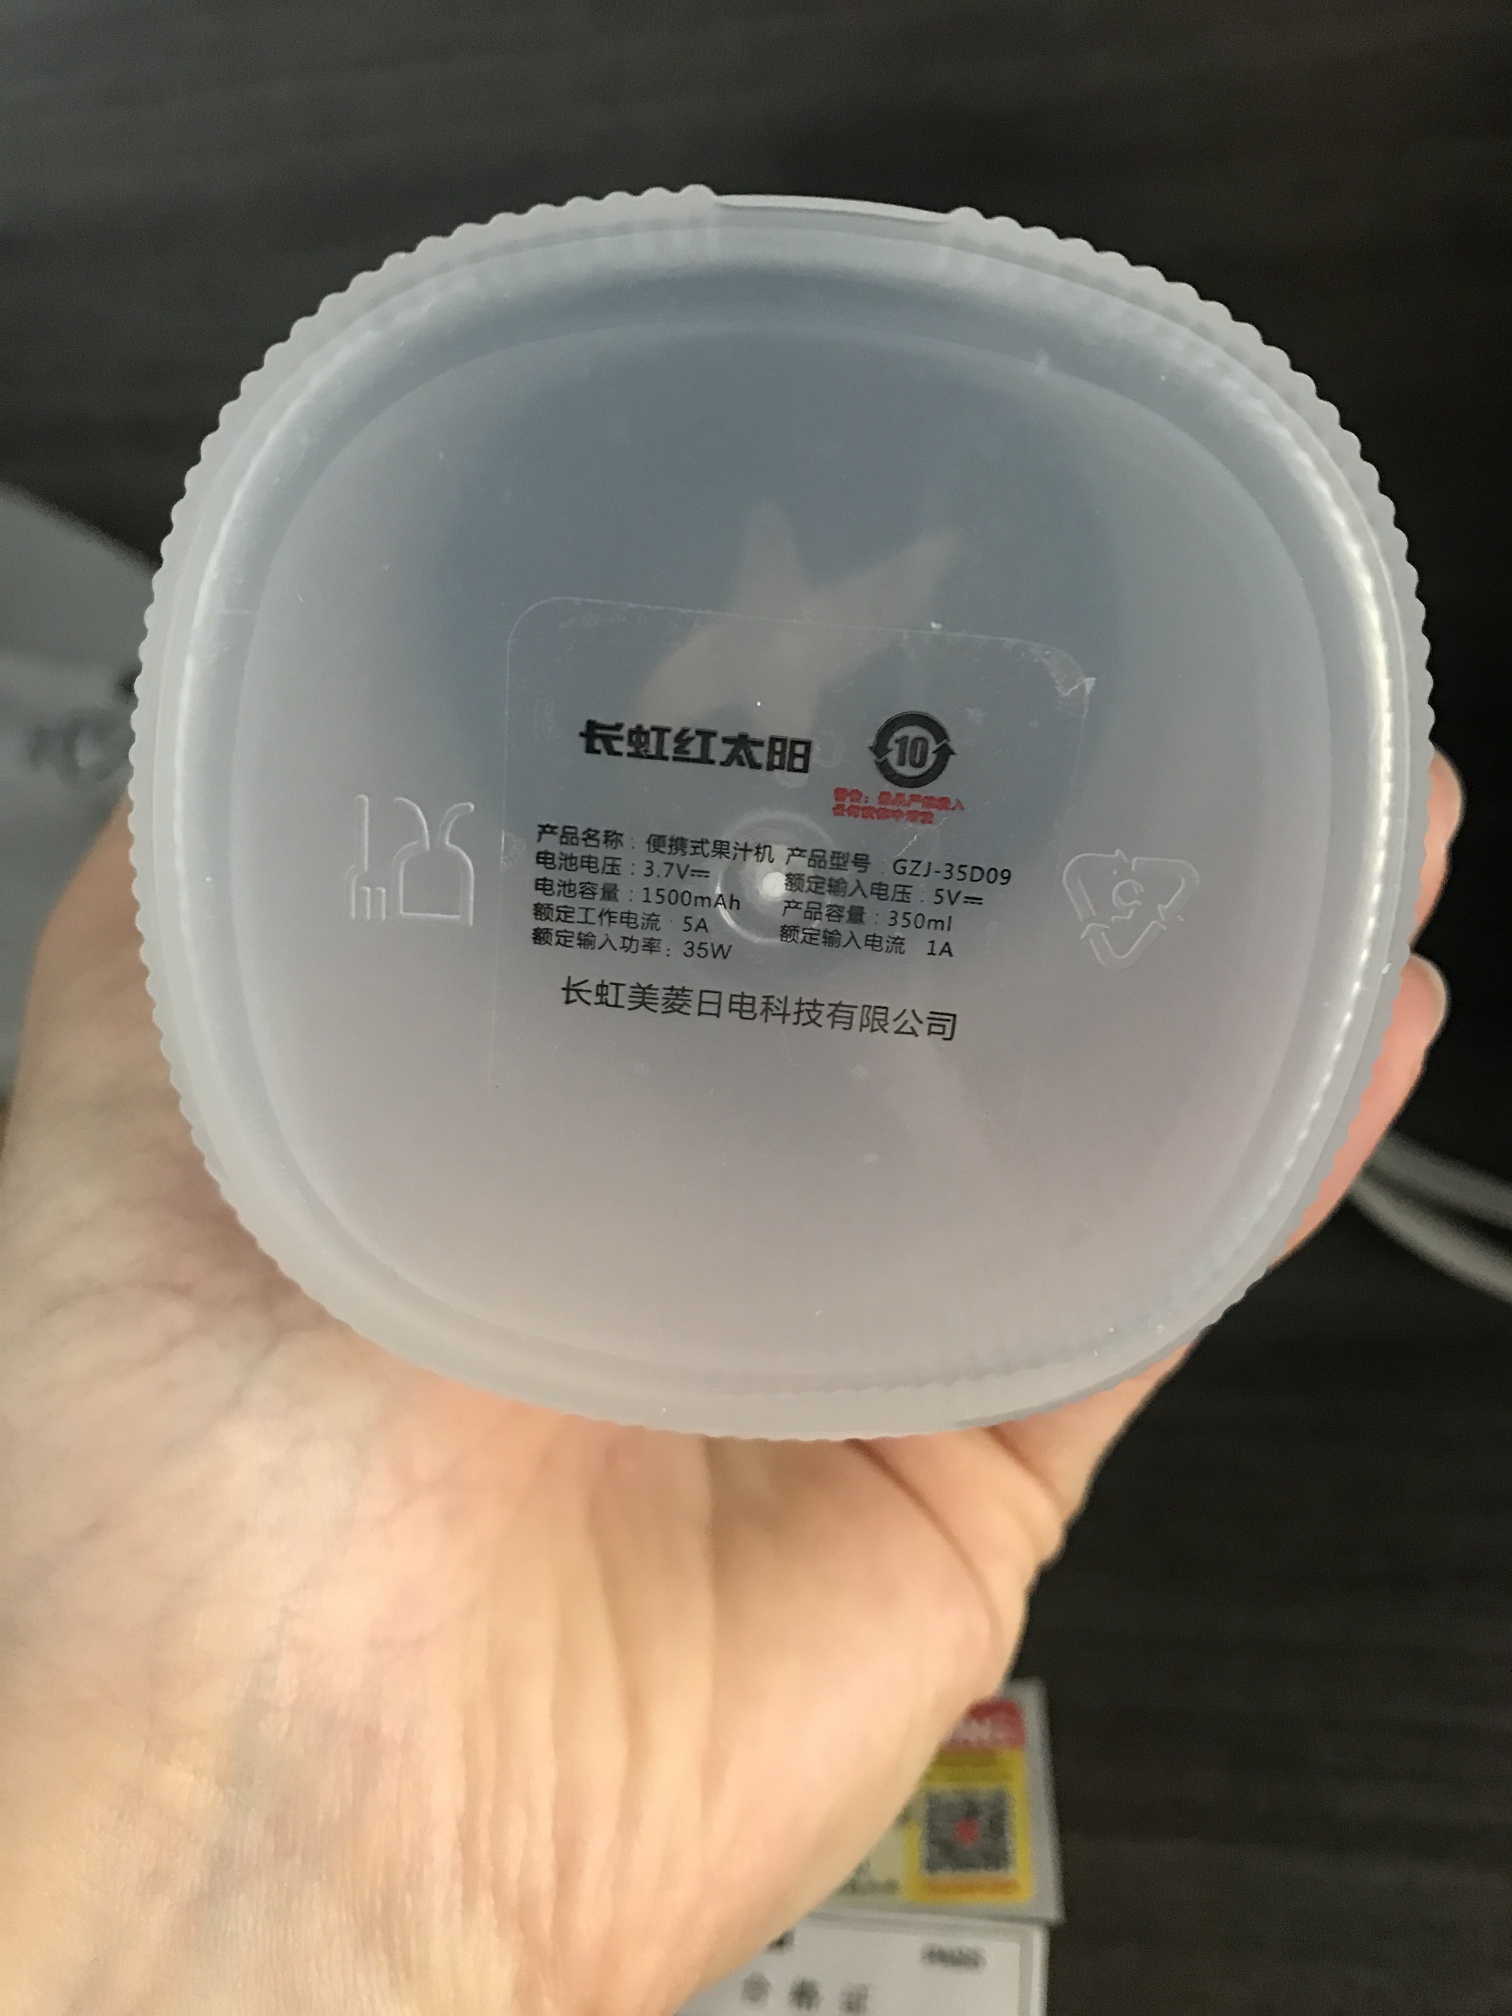 长虹红太阳
10
产品名称：便携式果汁机 产品型号：GZJ-35D09
电池电压：3.7V⎓ 额定输入电压：5V⎓
电池容量：1500mAh 产品容量：350ml
额定工作电流 5A 额定输入电流 1A
额定输入功率：35W
长虹美菱日电科技有限公司
5
合格证